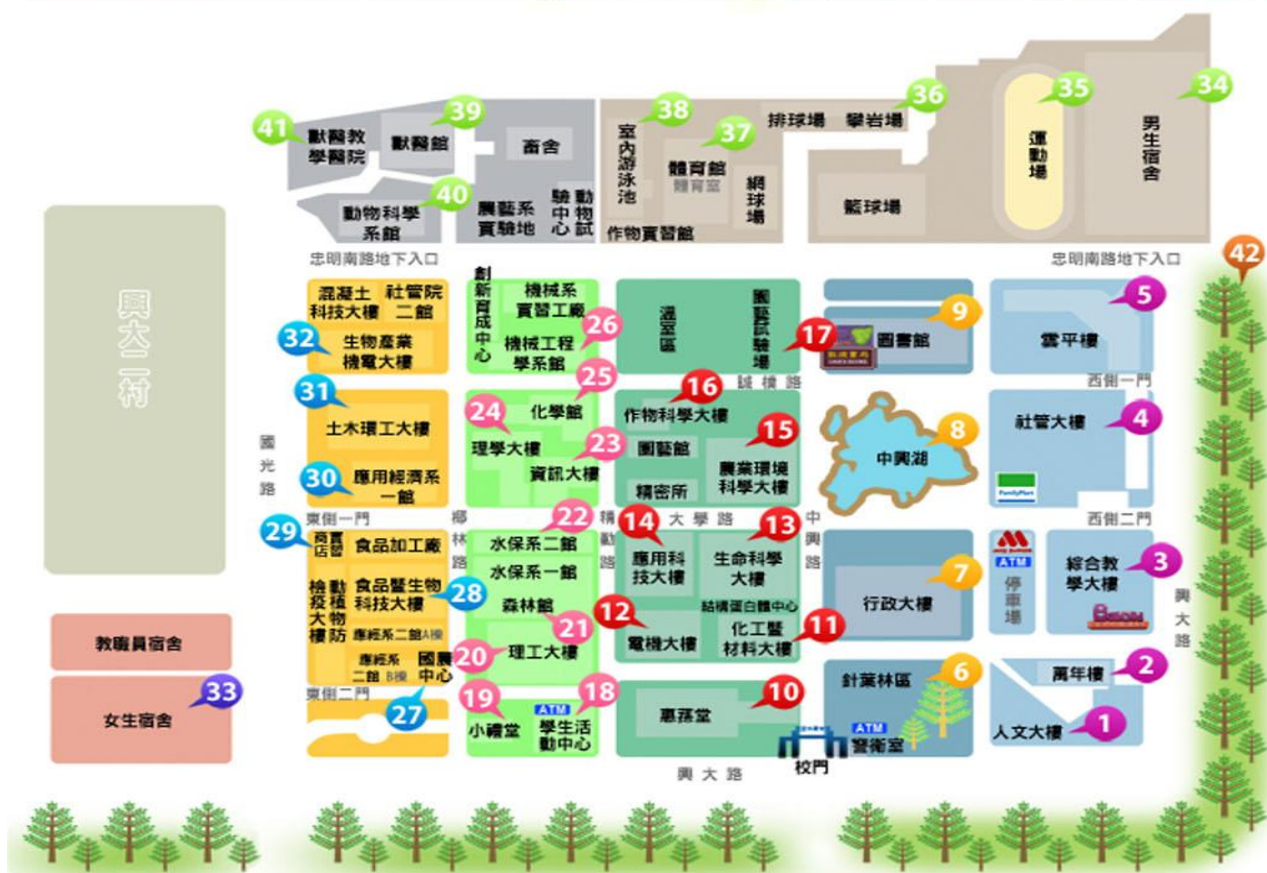 34
35
36
38
39
37
41
排球場
攀岩場
獸醫教
學醫院
獸醫館
畜舍
室內游泳池
體育館
體育室
運動場
男生宿舍
40
網球場
動物科學
系館
農藝系
實驗地
動物試
驗中心
籃球場
作物實習館
忠明南路地下入口
忠明南路地下入口
42
興大二村
混凝土
科技大樓
社管院
二館
創新育成中心
機械系
實習工廠
溫室區
園藝試驗場
5
9
32
生物產業
機電大樓
26
機械工程
學系館
17
圖書館
雲平樓
25
誠樸路
西側一門
31
16
24
化學館
作物科學大樓
4
社管大樓
土木環工大樓
理學大樓
23
園藝館
15
8
中興湖
國光路
30
應用經濟系
一館
資訊大樓
精密所
農業環境
科學大樓
FamilyMart
東側一門
椰林路
22
精勤路
14
大學路
13
中興路
西側二門
29
實習
商店
食品加工廠
水保系二館
應用科
技大樓
生命科學
大樓
ATM
停車場
綜合教
學大樓
3
水保系一館
7
行政大樓
動植物防
檢疫大樓
食品暨生物
科技大樓
28
森林館
12
結構蛋白體中心
興大路
21
11
教職員宿舍
應經系二館A棟
20
理工大樓
電機大樓
化工暨
材料大樓
應經系
二館 B棟
國農
中心
6
針葉林區
萬年樓
2
東側二門
33
女生宿舍
27
19
18
10
小禮堂
ATM
學生活
動中心
惠蓀堂
ATM
警衛室
1
人文大樓
校門
興大路